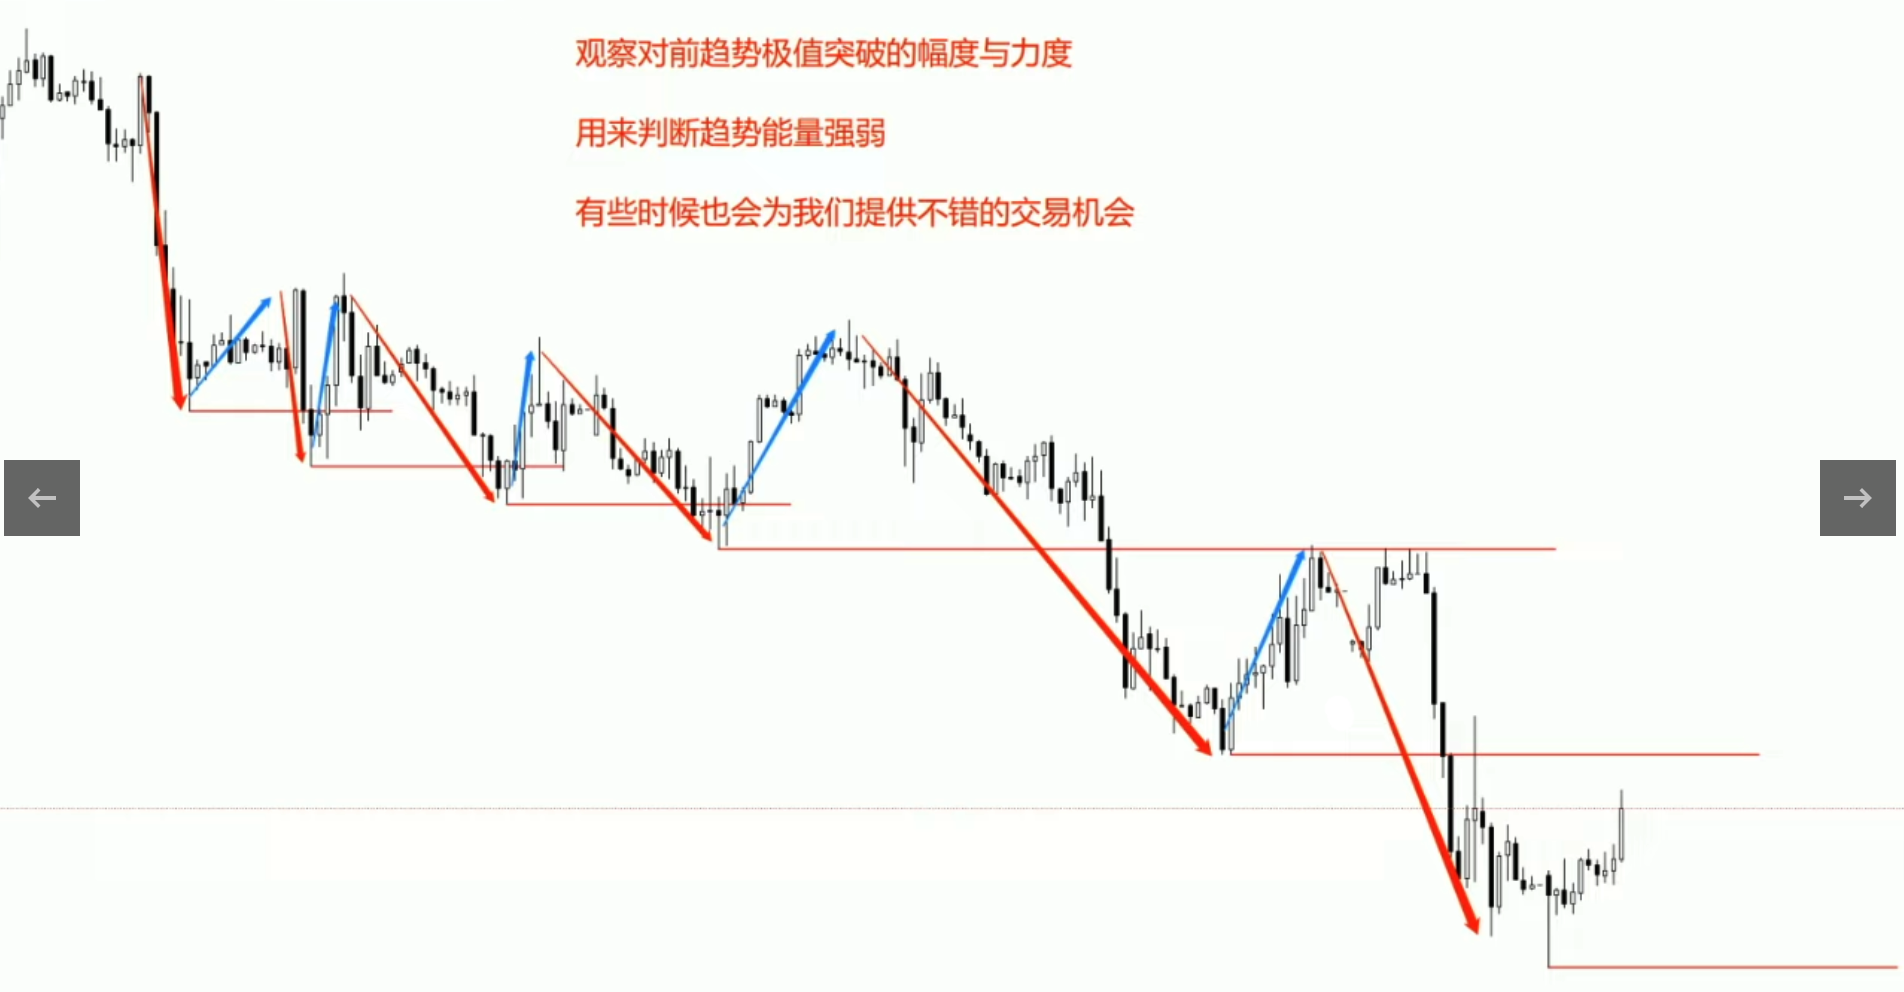 观察对前趋势极值突破的幅度与力度
用来判断趋势能量强弱
有些时候也会为我们提供不错的交易机会